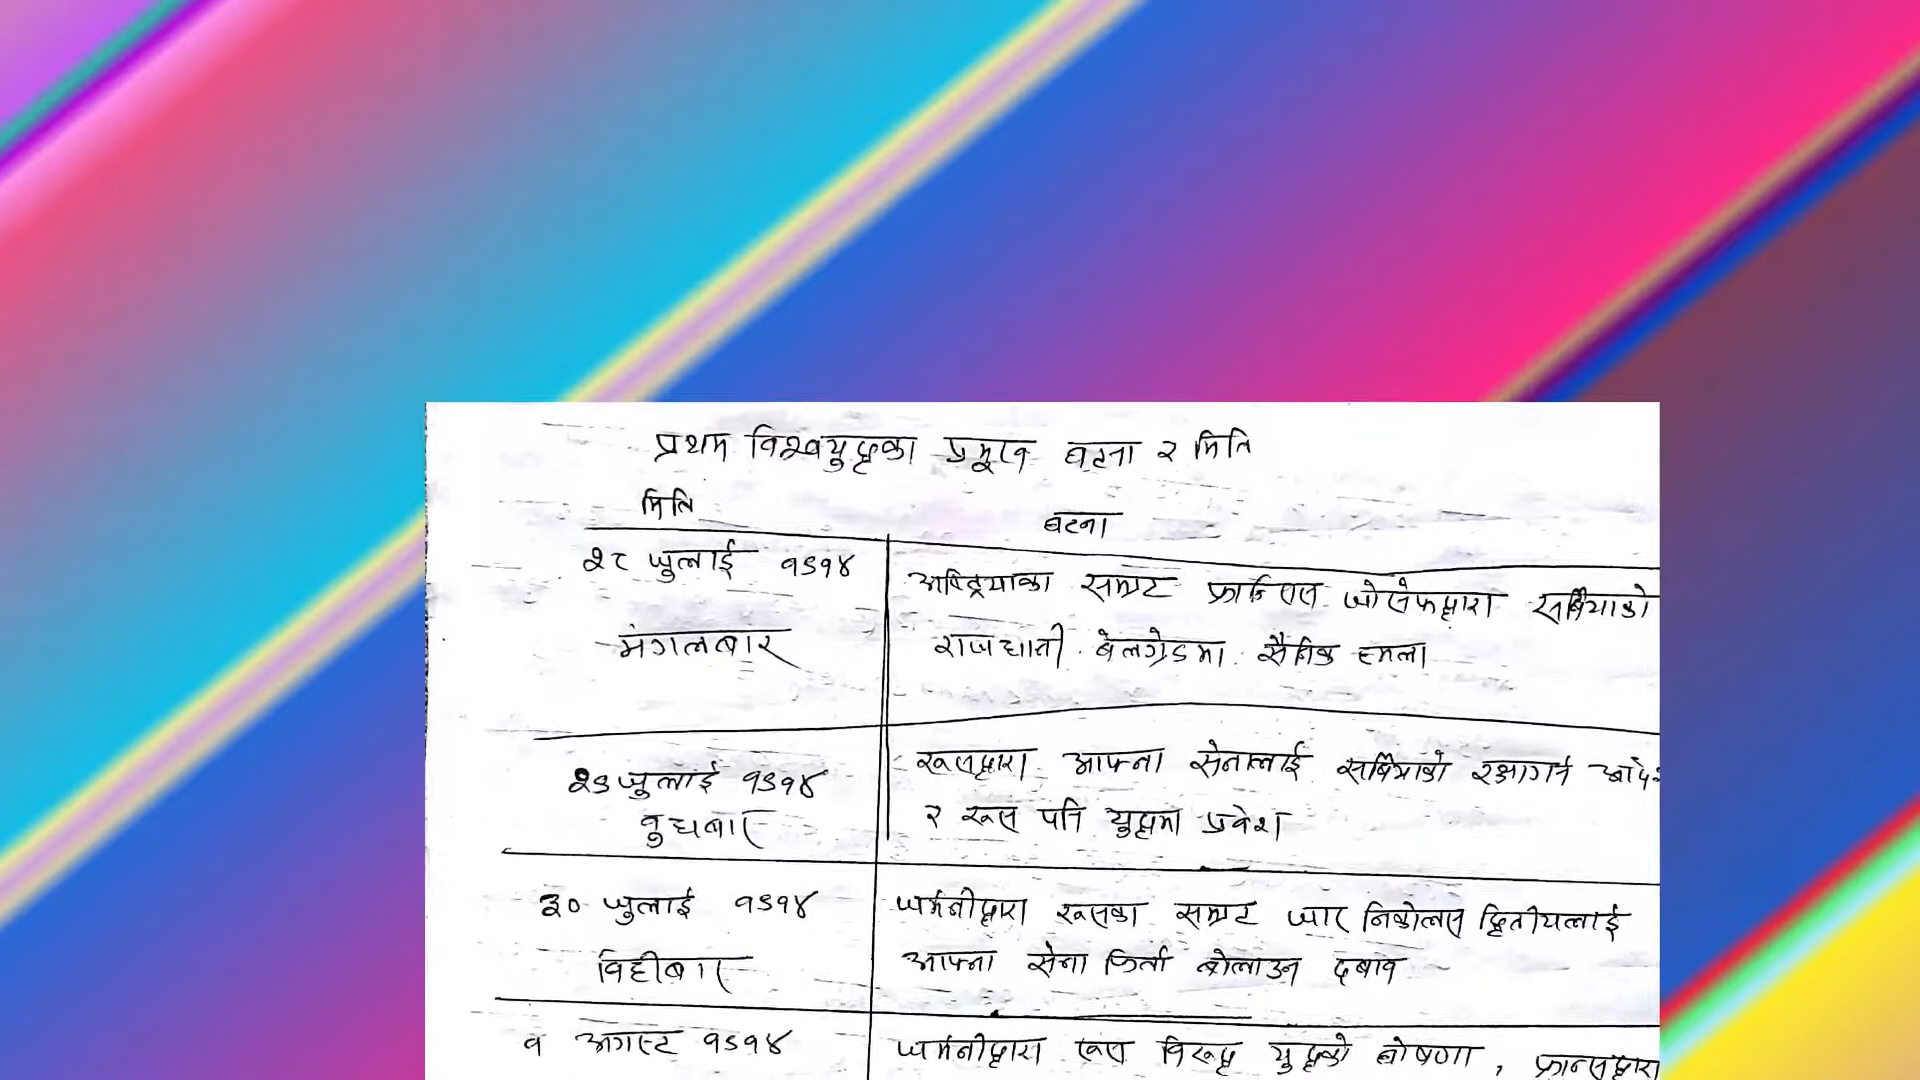 प्रथम विश्वयुद्धका प्रमूख घटना र मिति
मिति
घटना
२८ जुलाई १९१४
मंगलबार
अष्ट्रियाका सम्राट फ्रान्सिस जोसेफद्वारा सर्बियाको
राजधानी बेलग्रेडमा सैनिक हमला
२९ जुलाई १९१४
बुधबार
रूसद्वारा आफ्ना सेनालाई सर्बियाको रक्षागर्न
र रूस पनि युद्धमा प्रवेश
३० जुलाई १९१४
विहीबार
जर्मनीद्वारा रूसका सम्राट जार निकोलस द्वितीयलाई
आफ्ना सेना फिर्ता बोलाउन दबाव
१ अगस्ट १९१४
जर्मनीद्वारा रूस विरूद्ध युद्धको घोषणा, फ्रान्सद्वारा